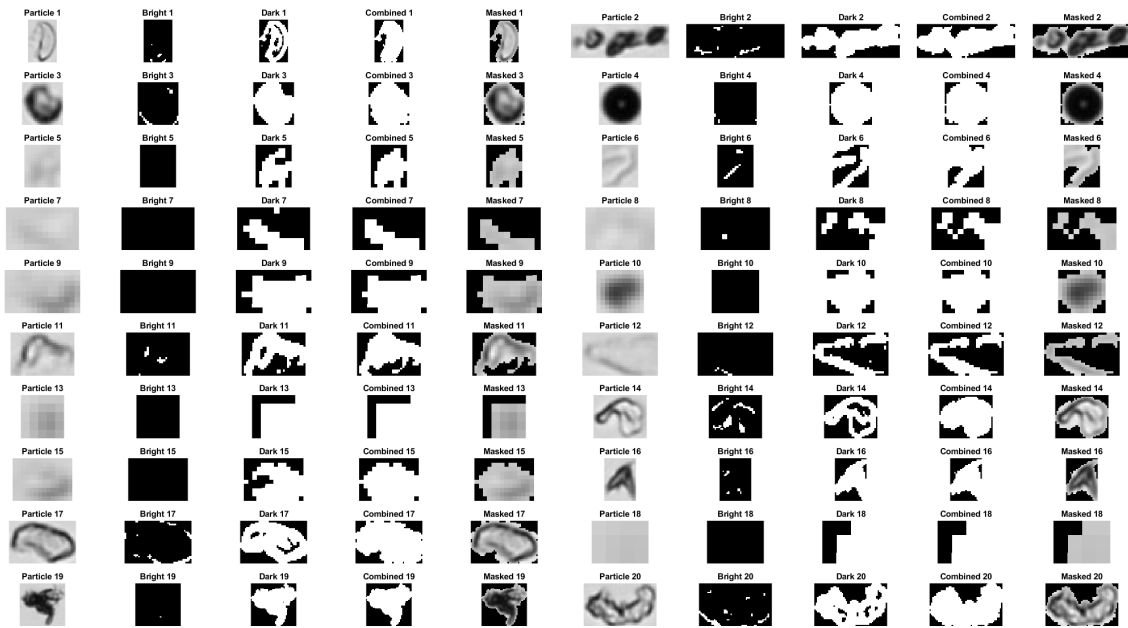 Particle 1 Bright 1 Dark 1 Combined 1 Masked 1 Particle 2 Bright 2 Dark 2 Combined 2 Masked 2
Particle 3 Bright 3 Dark 3 Combined 3 Masked 3 Particle 4 Bright 4 Dark 4 Combined 4 Masked 4
Particle 5 Bright 5 Dark 5 Combined 5 Masked 5 Particle 6 Bright 6 Dark 6 Combined 6 Masked 6
Particle 7 Bright 7 Dark 7 Combined 7 Masked 7 Particle 8 Bright 8 Dark 8 Combined 8 Masked 8
Particle 9 Bright 9 Dark 9 Combined 9 Masked 9 Particle 10 Bright 10 Dark 10 Combined 10 Masked 10
Particle 11 Bright 11 Dark 11 Combined 11 Masked 11 Particle 12 Bright 12 Dark 12 Combined 12 Masked 12
Particle 13 Bright 13 Dark 13 Combined 13 Masked 13 Particle 14 Bright 14 Dark 14 Combined 14 Masked 14
Particle 15 Bright 15 Dark 15 Combined 15 Masked 15 Particle 16 Bright 16 Dark 16 Combined 16 Masked 16
Particle 17 Bright 17 Dark 17 Combined 17 Masked 17 Particle 18 Bright 18 Dark 18 Combined 18 Masked 18
Particle 19 Bright 19 Dark 19 Combined 19 Masked 19 Particle 20 Bright 20 Dark 20 Combined 20 Masked 20